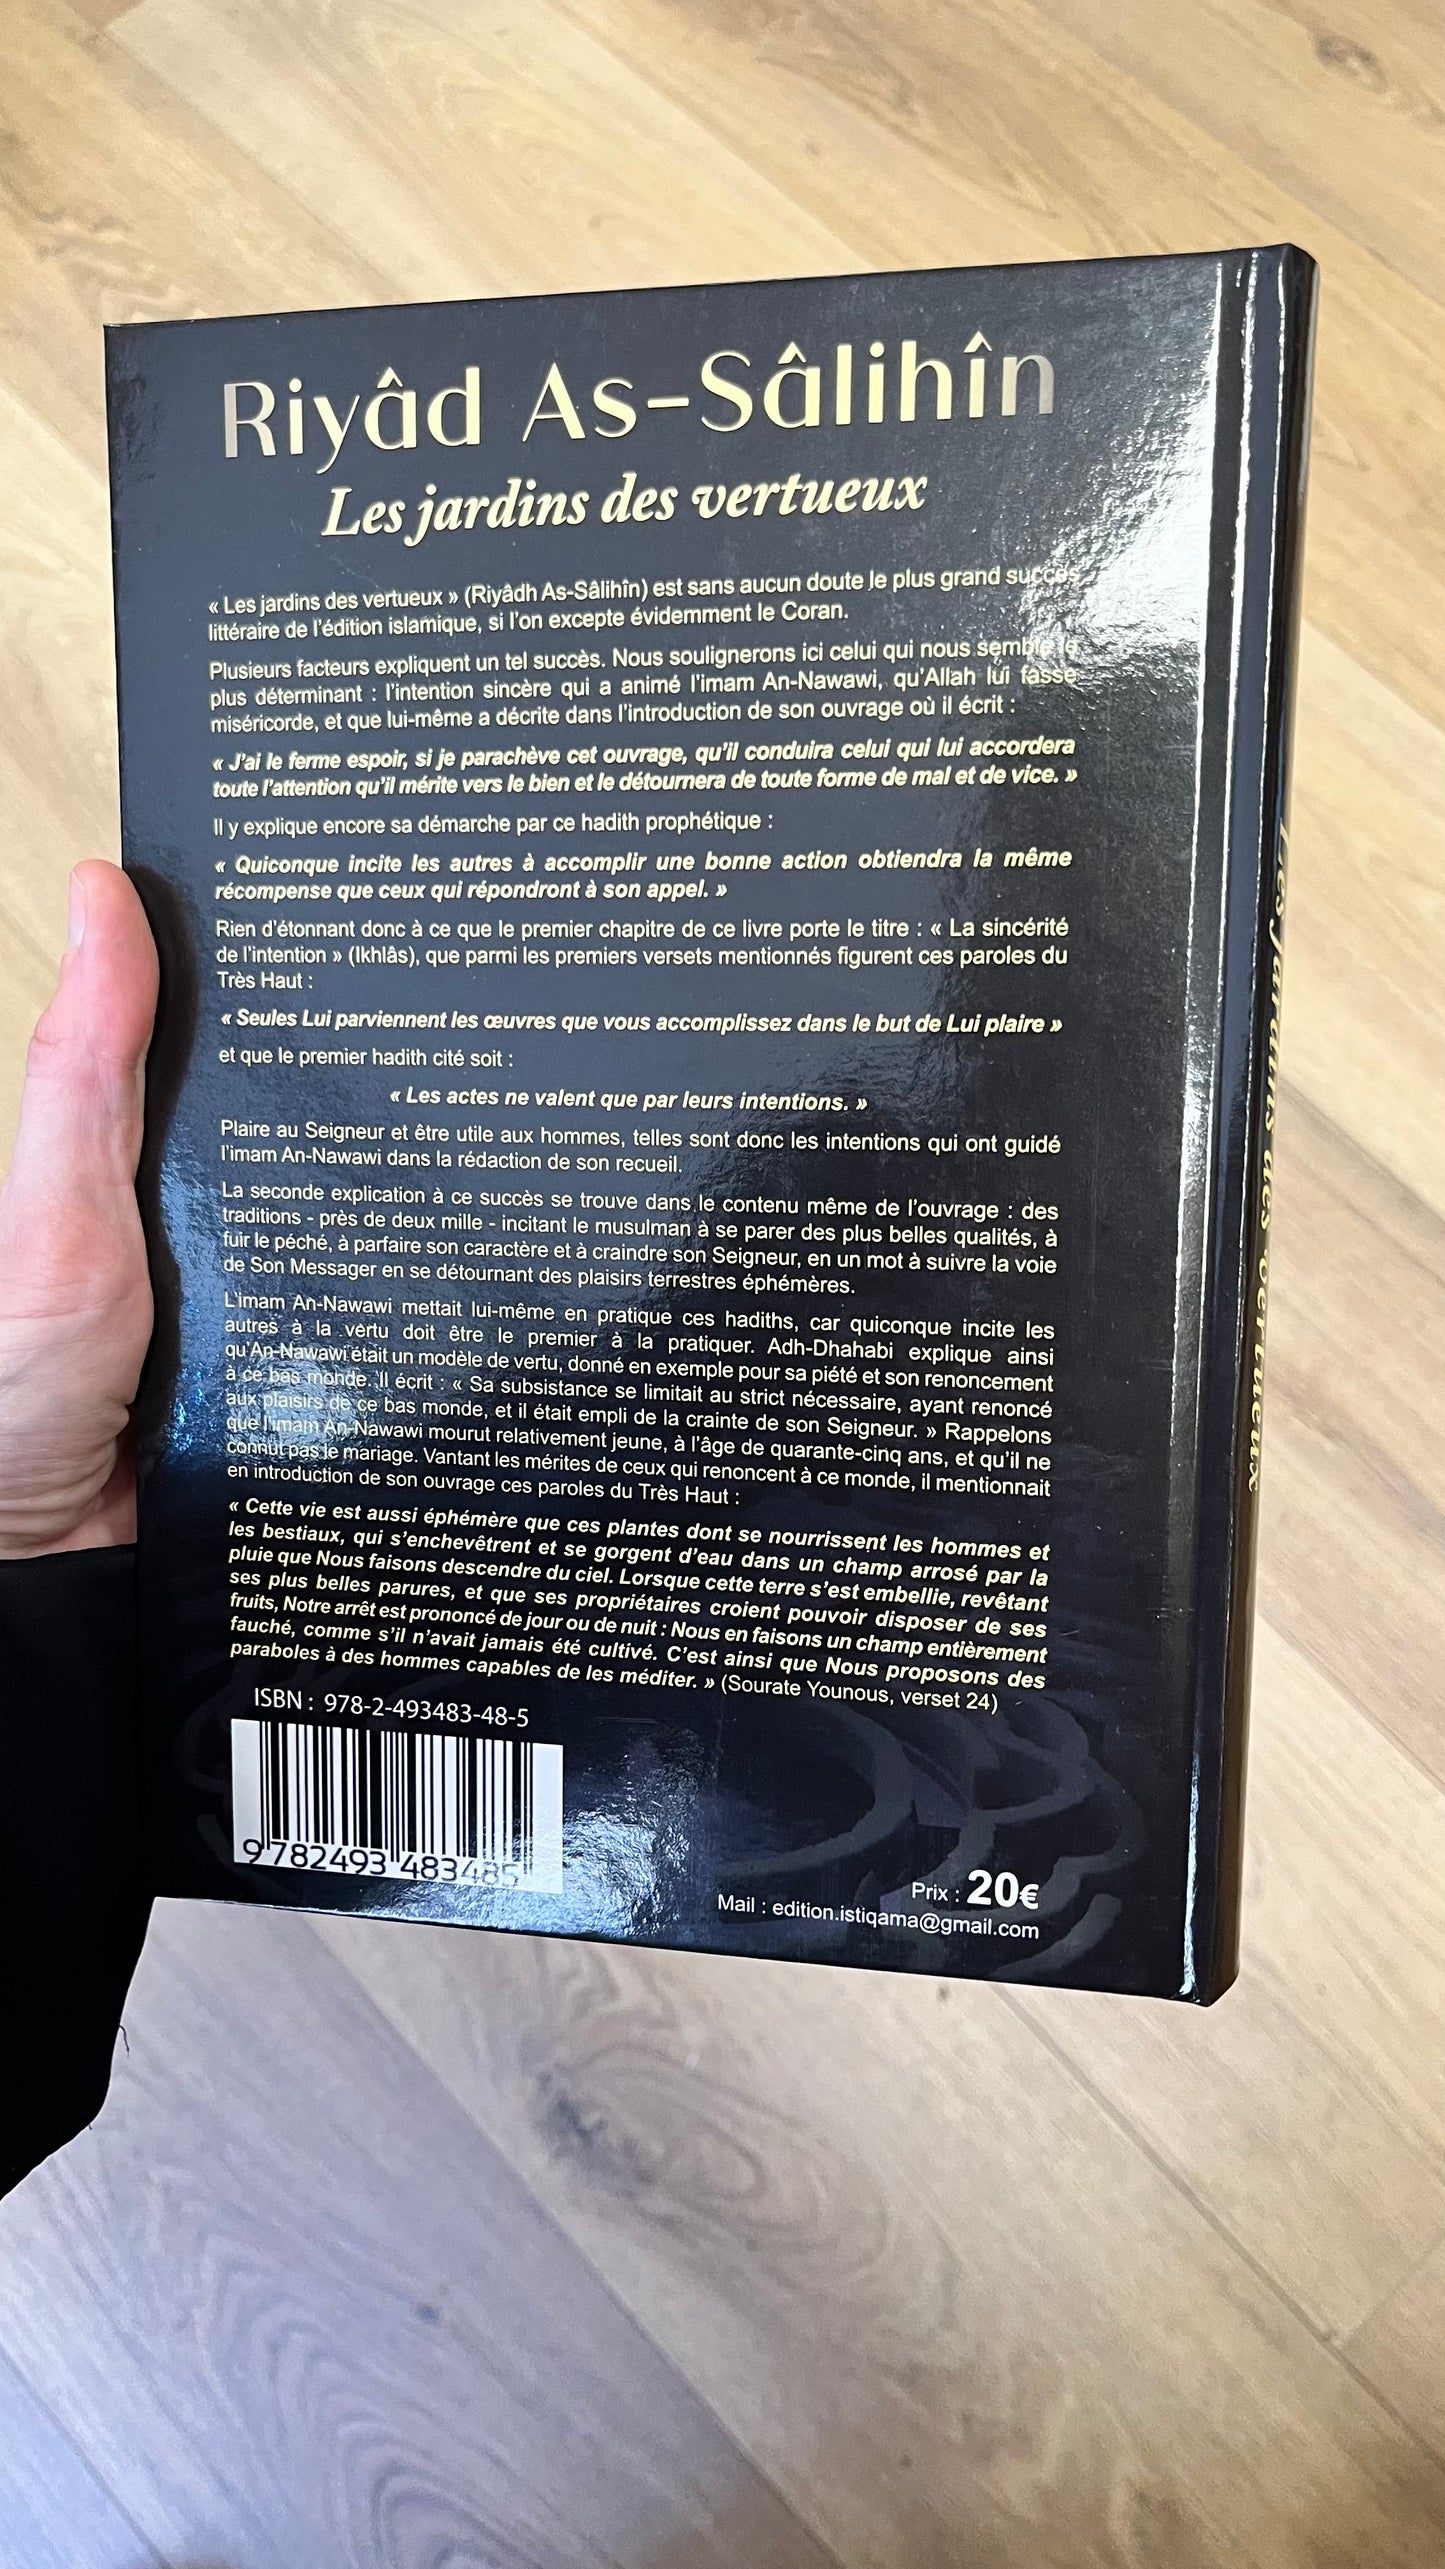 Riyâd As-Sâlihîn
Les jardins des vertueux
« Les jardins des vertueux » (Riyâdh As-Sâlihîn) est sans aucun doute le plus grand succès
littéraire de l'édition islamique, si l'on excepte évidemment le Coran.
Plusieurs facteurs expliquent un tel succès. Nous soulignerons ici celui qui nous semble le
plus déterminant : l'intention sincère qui a animé l'imam An-Nawawi, qu'Allah lui fasse
miséricorde, et que lui-même a décrite dans l'introduction de son ouvrage où il écrit :
« J'ai le ferme espoir, si je parachève cet ouvrage, qu'il conduira celui qui lui accordera
toute l'attention qu'il mérite vers le bien et le détournera de toute forme de mal et de vice. »
Il y explique encore sa démarche par ce hadith prophétique :
« Quiconque incite les autres à accomplir une bonne action obtiendra la même
récompense que ceux qui répondront à son appel. »
Rien d'étonnant donc à ce que le premier chapitre de ce livre porte le titre : « La sincérité
de l'intention » (Ikhlâs), que parmi les premiers versets mentionnés figurent ces paroles du
Très Haut :
« Seules Lui parviennent les œuvres que vous accomplissez dans le but de Lui plaire »
et que le premier hadith cité soit :
« Les actes ne valent que par leurs intentions. »
Plaire au Seigneur et être utile aux hommes, telles sont donc les intentions qui ont guidé
l'imam An-Nawawi dans la rédaction de son recueil.
La seconde explication à ce succès se trouve dans le contenu même de l'ouvrage : des
traditions - près de deux mille - incitant le musulman à se parer des plus belles qualités, à
fuir le péché, à parfaire son caractère et à craindre son Seigneur, en un mot à suivre la voie
de Son Messager en se détournant des plaisirs terrestres éphémères.
L'imam An-Nawawi mettait lui-même en pratique ces hadiths, car quiconque incite les
autres à la vertu doit être le premier à la pratiquer. Adh-Dhahabi explique ainsi
qu'An-Nawawi était un modèle de vertu, donné en exemple pour sa piété et son renoncement
à ce bas monde. Il écrit : « Sa subsistance se limitait au strict nécessaire, ayant renoncé
aux plaisirs de ce bas monde, et il était empli de la crainte de son Seigneur. » Rappelons
que l'imam An-Nawawi mourut relativement jeune, à l'âge de quarante-cinq ans, et qu'il ne
connut pas le mariage. Vantant les mérites de ceux qui renoncent à ce monde, il mentionnait
en introduction de son ouvrage ces paroles du Très Haut :
« Cette vie est aussi éphémère que ces plantes dont se nourrissent les hommes et
les bestiaux, qui s'enchevêtrent et se gorgent d'eau dans un champ arrosé par la
pluie que Nous faisons descendre du ciel. Lorsque cette terre s'est embellie, revêtant
ses plus belles parures, et que ses propriétaires croient pouvoir disposer de ses
fruits, Notre arrêt est prononcé de jour ou de nuit : Nous en faisons un champ entièrement
fauché, comme s'il n'avait jamais été cultivé. C'est ainsi que Nous proposons des
paraboles à des hommes capables de les méditer. » (Sourate Younous, verset 24)
ISBN : 978-2-493483-48-5
9 782493 483485
Prix : 20€
Mail : edition.istiqama@gmail.com
Les jardins des vertueux